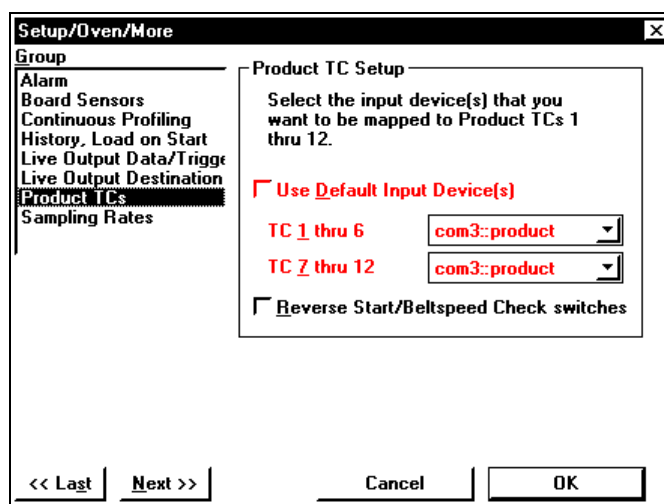 Setup/Oven/More
Group
Alarm
Board Sensors
Continuous Profiling
History, Load on Start
Live Output Data/Trigge
Live Output Destination
Product TCs
Sampling Rates
Product TC Setup
Select the input device(s) that you
want to be mapped to Product TCs 1
thru 12.
Use Default Input Device(s)
TC 1 thru 6 com3::product
TC 7 thru 12 com3::product
Reverse Start/Beltspeed Check switches
<< Last Next >> Cancel OK